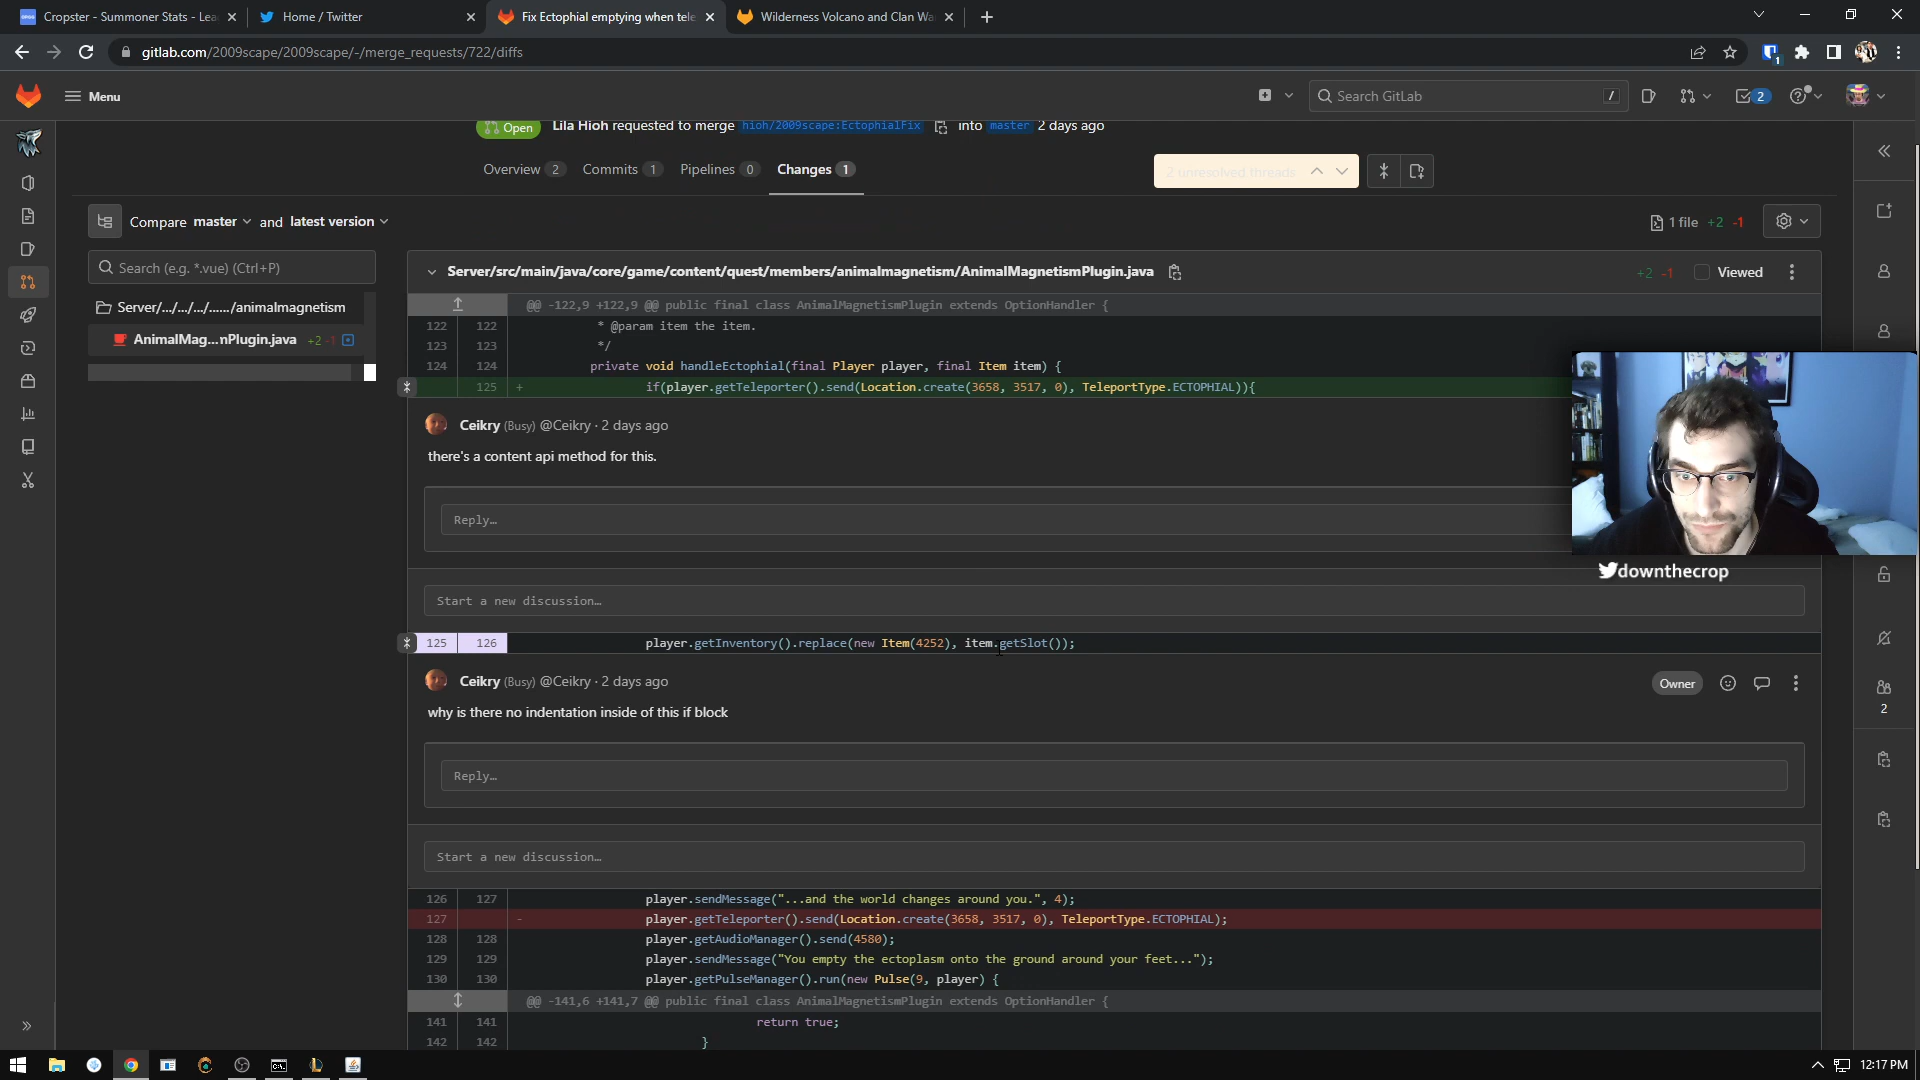 Cropster - Summoner Stats - Lea
Home / Twitter
Fix Ectophial emptying when tele
Wilderness Volcano and Clan Wa
gitlab.com/2009scape/2009scape/-/merge_requests/722/diffs
Menu
Search GitLab
/
2
Open
Lila Hioh requested to merge hioh/2009scape:EctophialFix into master 2 days ago
Overview 2
Commits 1
Pipelines 0
Changes 1
2 unresolved threads
Compare master and latest version
1 file +2 -1
Search (e.g. *.vue) (Ctrl+P)
Server/src/main/java/core/game/content/quest/members/animalmagnetism/AnimalMagnetismPlugin.java
+2 -1
Viewed
Server/.../.../....../animalmagnetism
AnimalMag...nPlugin.java +2 -1
@@ -122,9 +122,9 @@ public final class AnimalMagnetismPlugin extends OptionHandler {
122 122 * @param item the item.
123 123 */
124 124 private void handleEctophial(final Player player, final Item item) {
125 + if(player.getTeleporter().send(Location.create(3658, 3517, 0), TeleportType.ECTOPHIAL)){
Ceikry (Busy) @Ceikry · 2 days ago
there's a content api method for this.
Reply…
Start a new discussion…
125 126 player.getInventory().replace(new Item(4252), item.getSlot());
Ceikry (Busy) @Ceikry · 2 days ago
Owner
why is there no indentation inside of this if block
Reply…
Start a new discussion…
126 127 player.sendMessage("...and the world changes around you.", 4);
127 - player.getTeleporter().send(Location.create(3658, 3517, 0), TeleportType.ECTOPHIAL);
128 128 player.getAudioManager().send(4580);
129 129 player.sendMessage("You empty the ectoplasm onto the ground around your feet...");
130 130 player.getPulseManager().run(new Pulse(9, player) {
@@ -141,6 +141,7 @@ public final class AnimalMagnetismPlugin extends OptionHandler {
141 141 return true;
142 142 }
downthecrop
2
12:17 PM